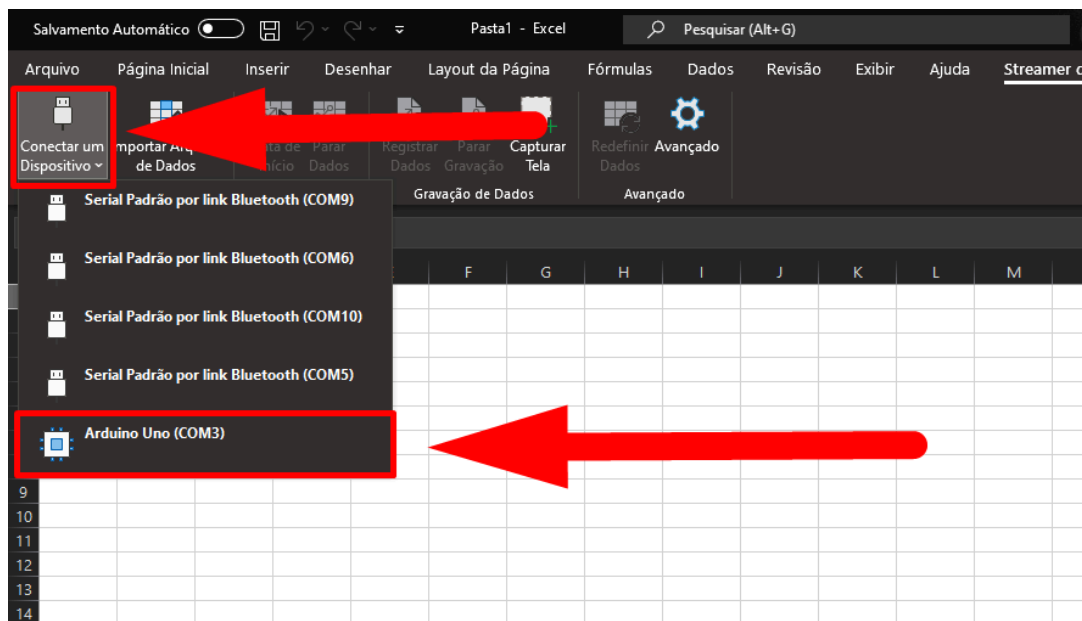 Salvamento Automático
Pasta1 - Excel
Pesquisar (Alt+G)
Arquivo Página Inicial Inserir Desenhar Layout da Página Fórmulas Dados Revisão Exibir Ajuda Streamer
Conectar um
Dispositivo
de Dados
Parar
Dados
Registrar
Dados
Parar
Gravação
Capturar
Tela
Redefinir
Dados
Avançado
Gravação de Dados
Avançado
Serial Padrão por link Bluetooth (COM9)
Serial Padrão por link Bluetooth (COM6)
Serial Padrão por link Bluetooth (COM10)
Serial Padrão por link Bluetooth (COM5)
Arduino Uno (COM3)
F G H I J K L M
9
10
11
12
13
14